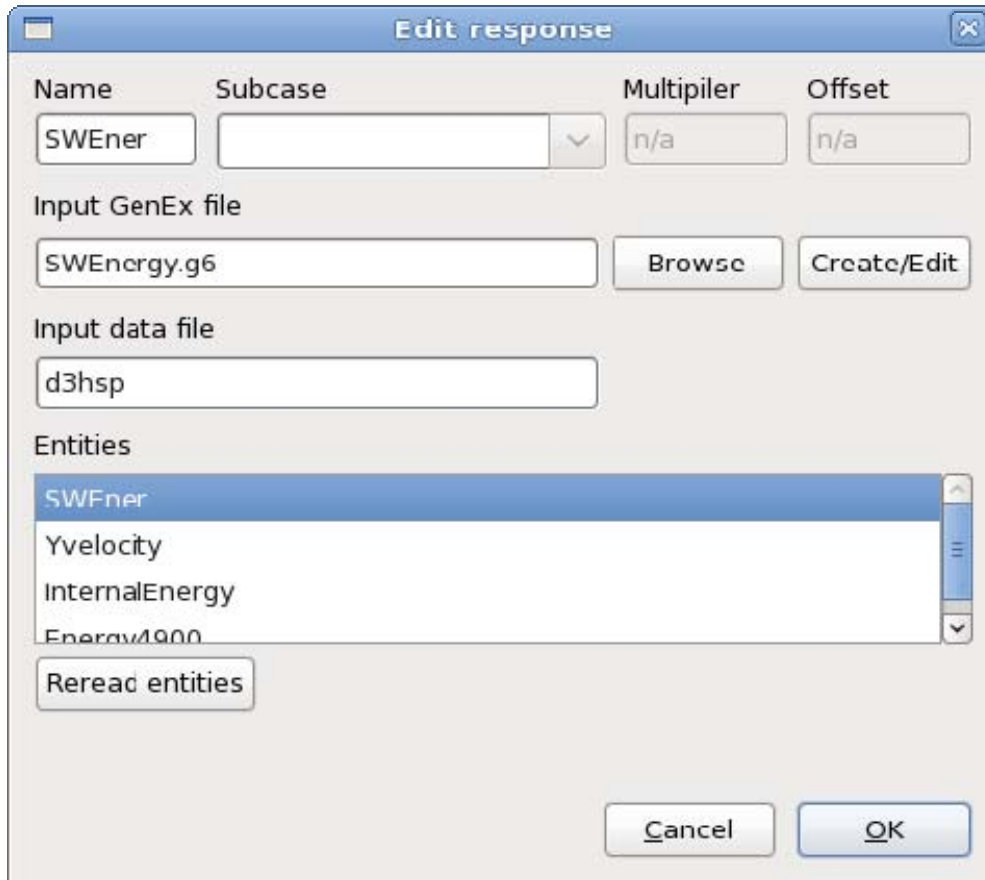 Edit response
Name Subcase Multipiler Offset
SWEner n/a n/a
Input GenEx file
SWEnergy.g6 Browse Create/Edit
Input data file
d3hsp
Entities
SWEner
Yvelocity
InternalEnergy
Energy4900
Reread entities
Cancel OK